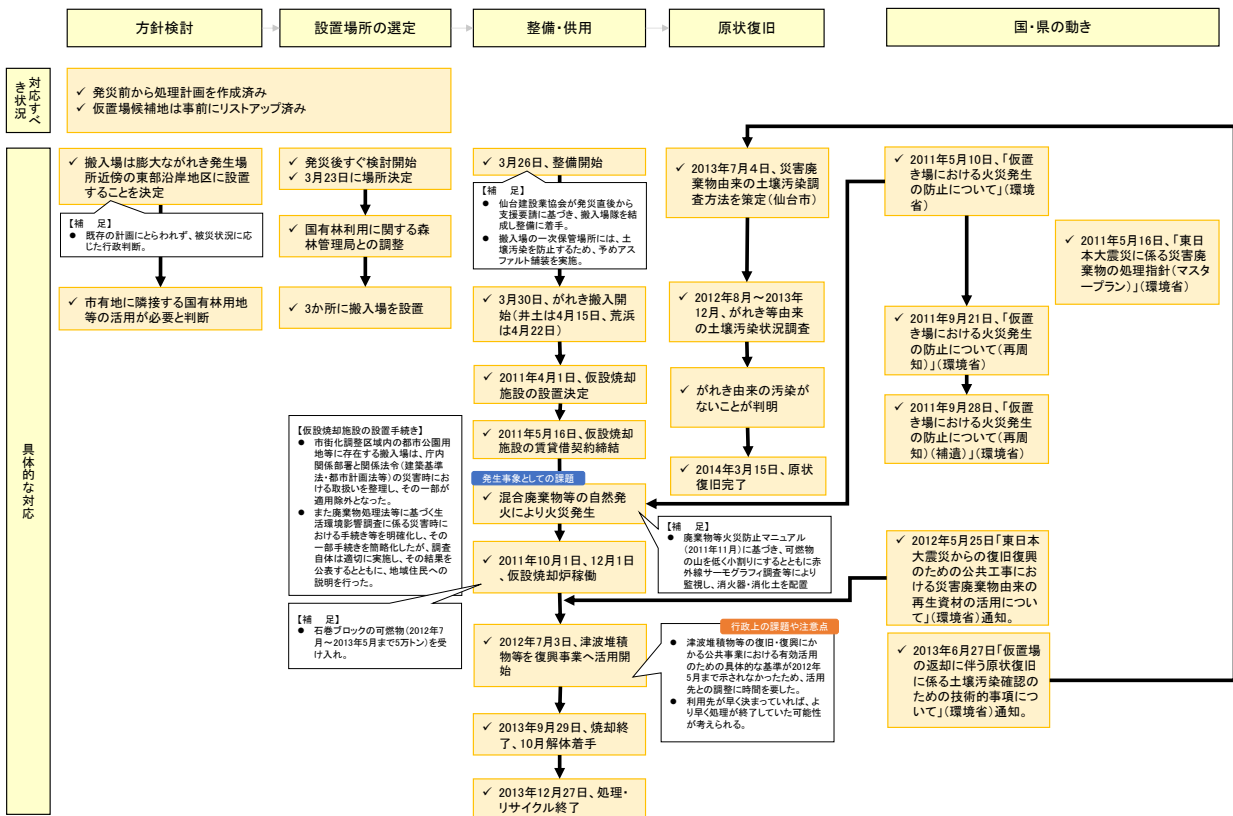 方針検討
設置場所の選定
整備・供用
原状復旧
国・県の動き
対応すべ
き状況
✓ 発災前から処理計画を作成済み
✓ 仮置場候補地は事前にリストアップ済み
具体的な対応
✓ 搬入場は膨大ながれき発生場
所近傍の東部沿岸地区に設置
することを決定
【補 足】
● 既存の計画にとらわれず、被災状況に応
じた行政判断。
✓ 市有地に隣接する国有林用地
等の活用が必要と判断
✓ 発災後すぐ検討開始
✓ 3月23日に場所決定
✓ 国有林利用に関する森
林管理局との調整
✓ 3か所に搬入場を設置
【仮設焼却施設の設置手続き】
● 市街化調整区域内の都市公園用
地等に存在する搬入場は、庁内
関係部署と関係法令(建築基準
法・都市計画法等)の災害時に
おける取扱いを整理し、その一部が
適用除外となった。
● また廃棄物処理法等に基づく生
活環境影響調査に係る災害時に
おける手続き等を明確化し、その
一部手続きを簡略化したが、調査
自体は適切に実施し、その結果を
公表するとともに、地域住民への
説明を行った。
【補 足】
● 石巻ブロックの可燃物(2012年7
月~2013年5月まで5万トン)を受
け入れ。
✓ 3月26日、整備開始
【補 足】
● 仙台建設業協会が発災直後から
支援要請に基づき、搬入場隊を結
成し整備に着手。
● 搬入場の一次保管場所には、土
壌汚染を防止するため、予めアス
ファルト舗装を実施。
✓ 3月30日、がれき搬入開
始(井土は4月15日、荒浜
は4月22日)
✓ 2011年4月1日、仮設焼却
施設の設置決定
✓ 2011年5月16日、仮設焼却
施設の賃貸借契約締結
発生事象としての課題
✓ 混合廃棄物等の自然発
火により火災発生
【補 足】
● 廃棄物等火災防止マニュアル
(2011年11月)に基づき、可燃物
の山を低く小割りにするとともに赤
外線サーモグラフィ調査等により
監視し、消火器・消化土を配置
✓ 2011年10月1日、12月1日
、仮設焼却炉稼働
✓ 2012年7月3日、津波堆積
物等を復興事業へ活用開
始
行政上の課題や注意点
● 津波堆積物等の復旧・復興にか
かる公共事業における有効活用
のための具体的な基準が2012年
5月まで示されなかったため、活用
先との調整に時間を要した。
● 利用先が早く決まっていれば、よ
り早く処理が終了していた可能性
が考えられる。
✓ 2013年9月29日、焼却終
了、10月解体着手
✓ 2013年12月27日、処理・
リサイクル終了
✓ 2013年7月4日、災害廃
棄物由来の土壌汚染調
査方法を策定(仙台市)
✓ 2012年8月~2013年
12月、がれき等由来
の土壌汚染状況調査
✓ がれき由来の汚染が
ないことが判明
✓ 2014年3月15日、原状
復旧完了
✓ 2011年5月10日、「仮置
き場における火災発生
の防止について」(環境
省)
✓ 2011年5月16日、「東日
本大震災に係る災害廃
棄物の処理指針(マスタ
ープラン)」(環境省)
✓ 2011年9月21日、「仮置
き場における火災発生
の防止について(再周
知)」(環境省)
✓ 2011年9月28日、「仮置
き場における火災発生
の防止について(再周
知)(補遺)」(環境省)
✓ 2012年5月25日「東日本
大震災からの復旧復興
のための公共工事にお
ける災害廃棄物由来の
再生資材の活用につい
て」(環境省)通知。
✓ 2013年6月27日「仮置場
の返却に伴う原状復旧
に係る土壌汚染確認の
ための技術的事項につ
いて」(環境省)通知。